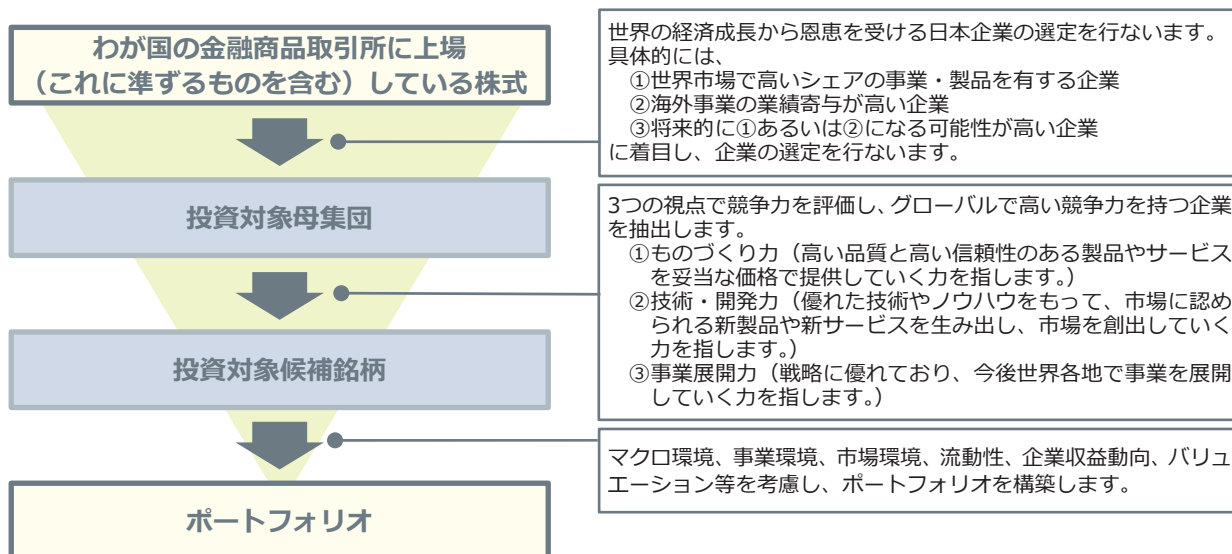 わが国の金融商品取引所に上場
（これに準ずるものを含む）している株式
世界の経済成長から恩恵を受ける日本企業の選定を行ないます。
具体的には、
①世界市場で高いシェアの事業・製品を有する企業
②海外事業の業績寄与が高い企業
③将来的に①あるいは②になる可能性が高い企業
に着目し、企業の選定を行ないます。
投資対象母集団
3つの視点で競争力を評価し、グローバルで高い競争力を持つ企業
を抽出します。
①ものづくり力（高い品質と高い信頼性のある製品やサービス
を妥当な価格で提供していく力を指します。）
②技術・開発力（優れた技術やノウハウをもって、市場に認め
られる新製品や新サービスを生み出し、市場を創出していく
力を指します。）
③事業展開力（戦略に優れており、今後世界各地で事業を展開
していく力を指します。）
投資対象候補銘柄
マクロ環境、事業環境、市場環境、流動性、企業収益動向、バリュ
エーション等を考慮し、ポートフォリオを構築します。
ポートフォリオ